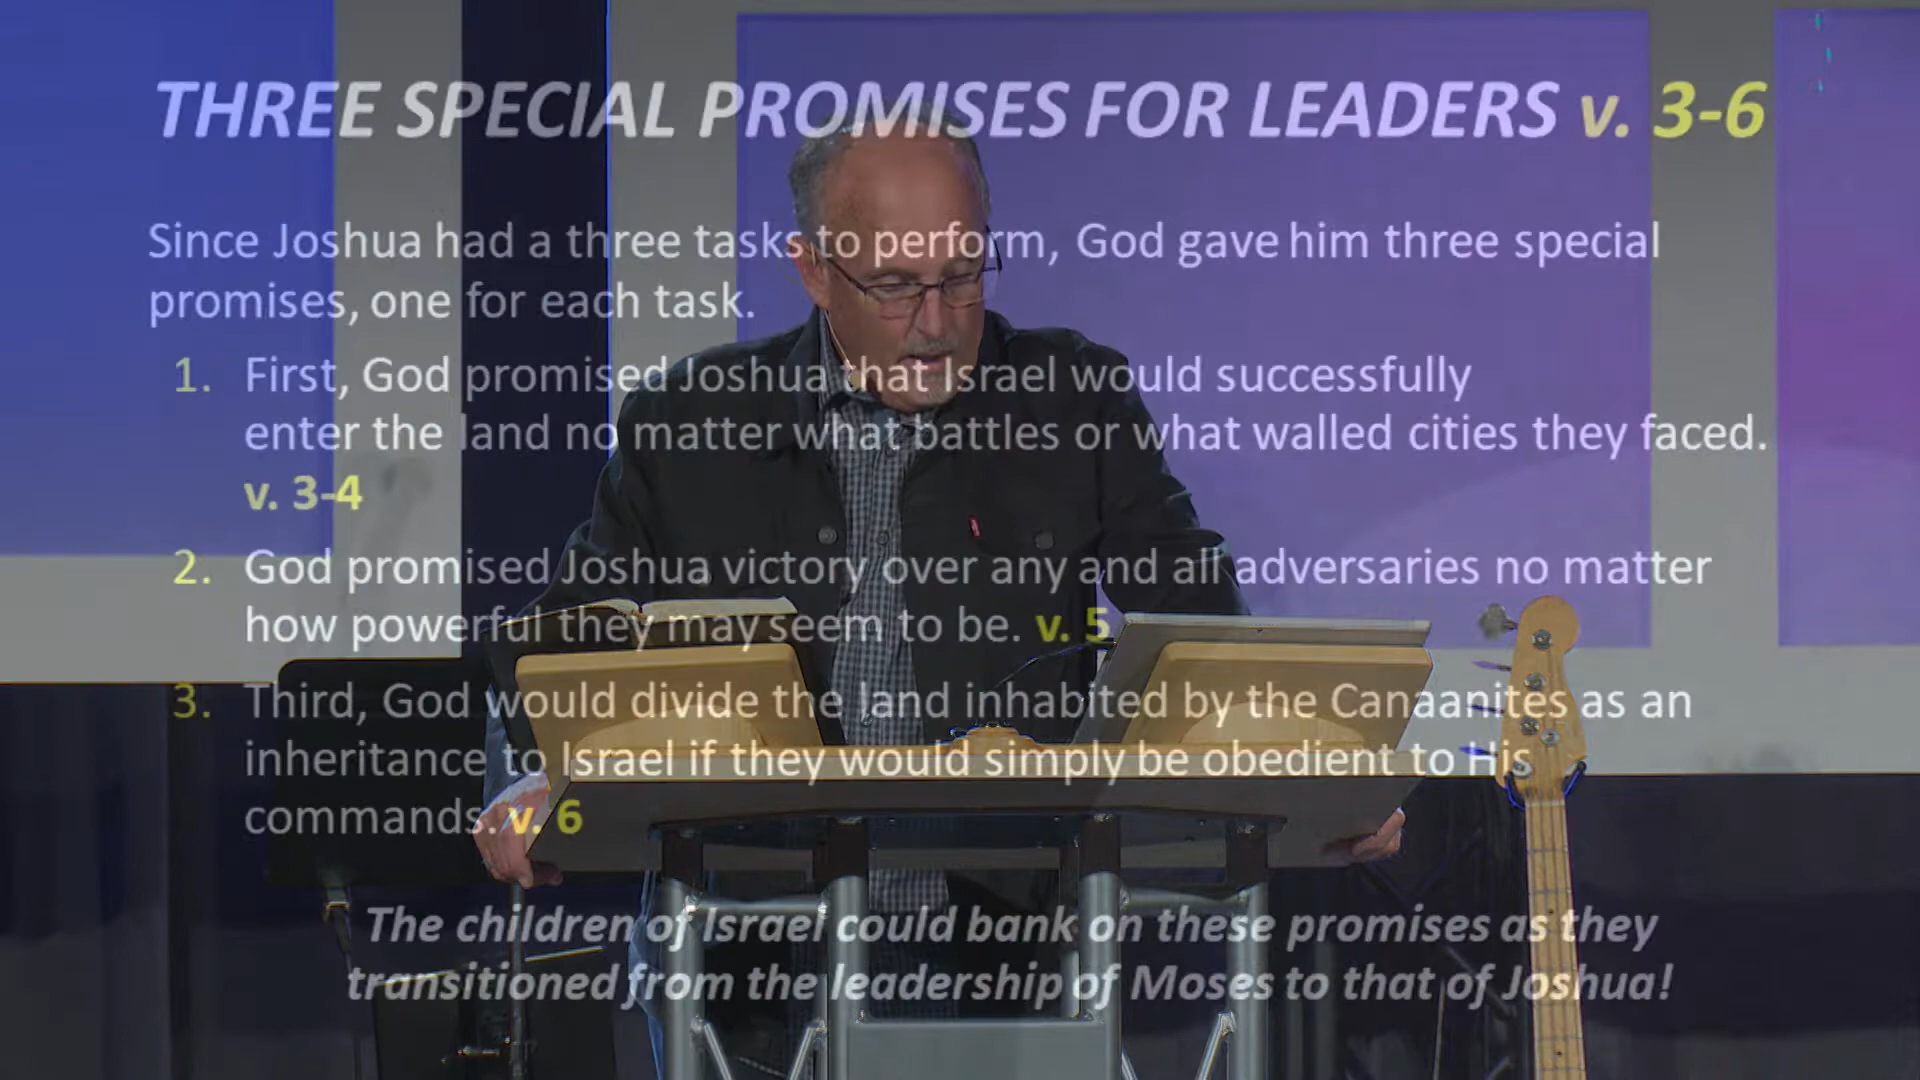 THREE SPECIAL PROMISES FOR LEADERS v. 3-6
Since Joshua had a three tasks to perform, God gave him three special
promises, one for each task.
1. First, God promised Joshua that Israel would successfully
enter the land no matter what battles or what walled cities they faced.
v. 3-4
2. God promised Joshua victory over any and all adversaries no matter
how powerful they may seem to be. v. 5
3. Third, God would divide the land inhabited by the Canaanites as an
inheritance to Israel if they would simply be obedient to His
commands. v. 6
The children of Israel could bank on these promises as they
transitioned from the leadership of Moses to that of Joshua!